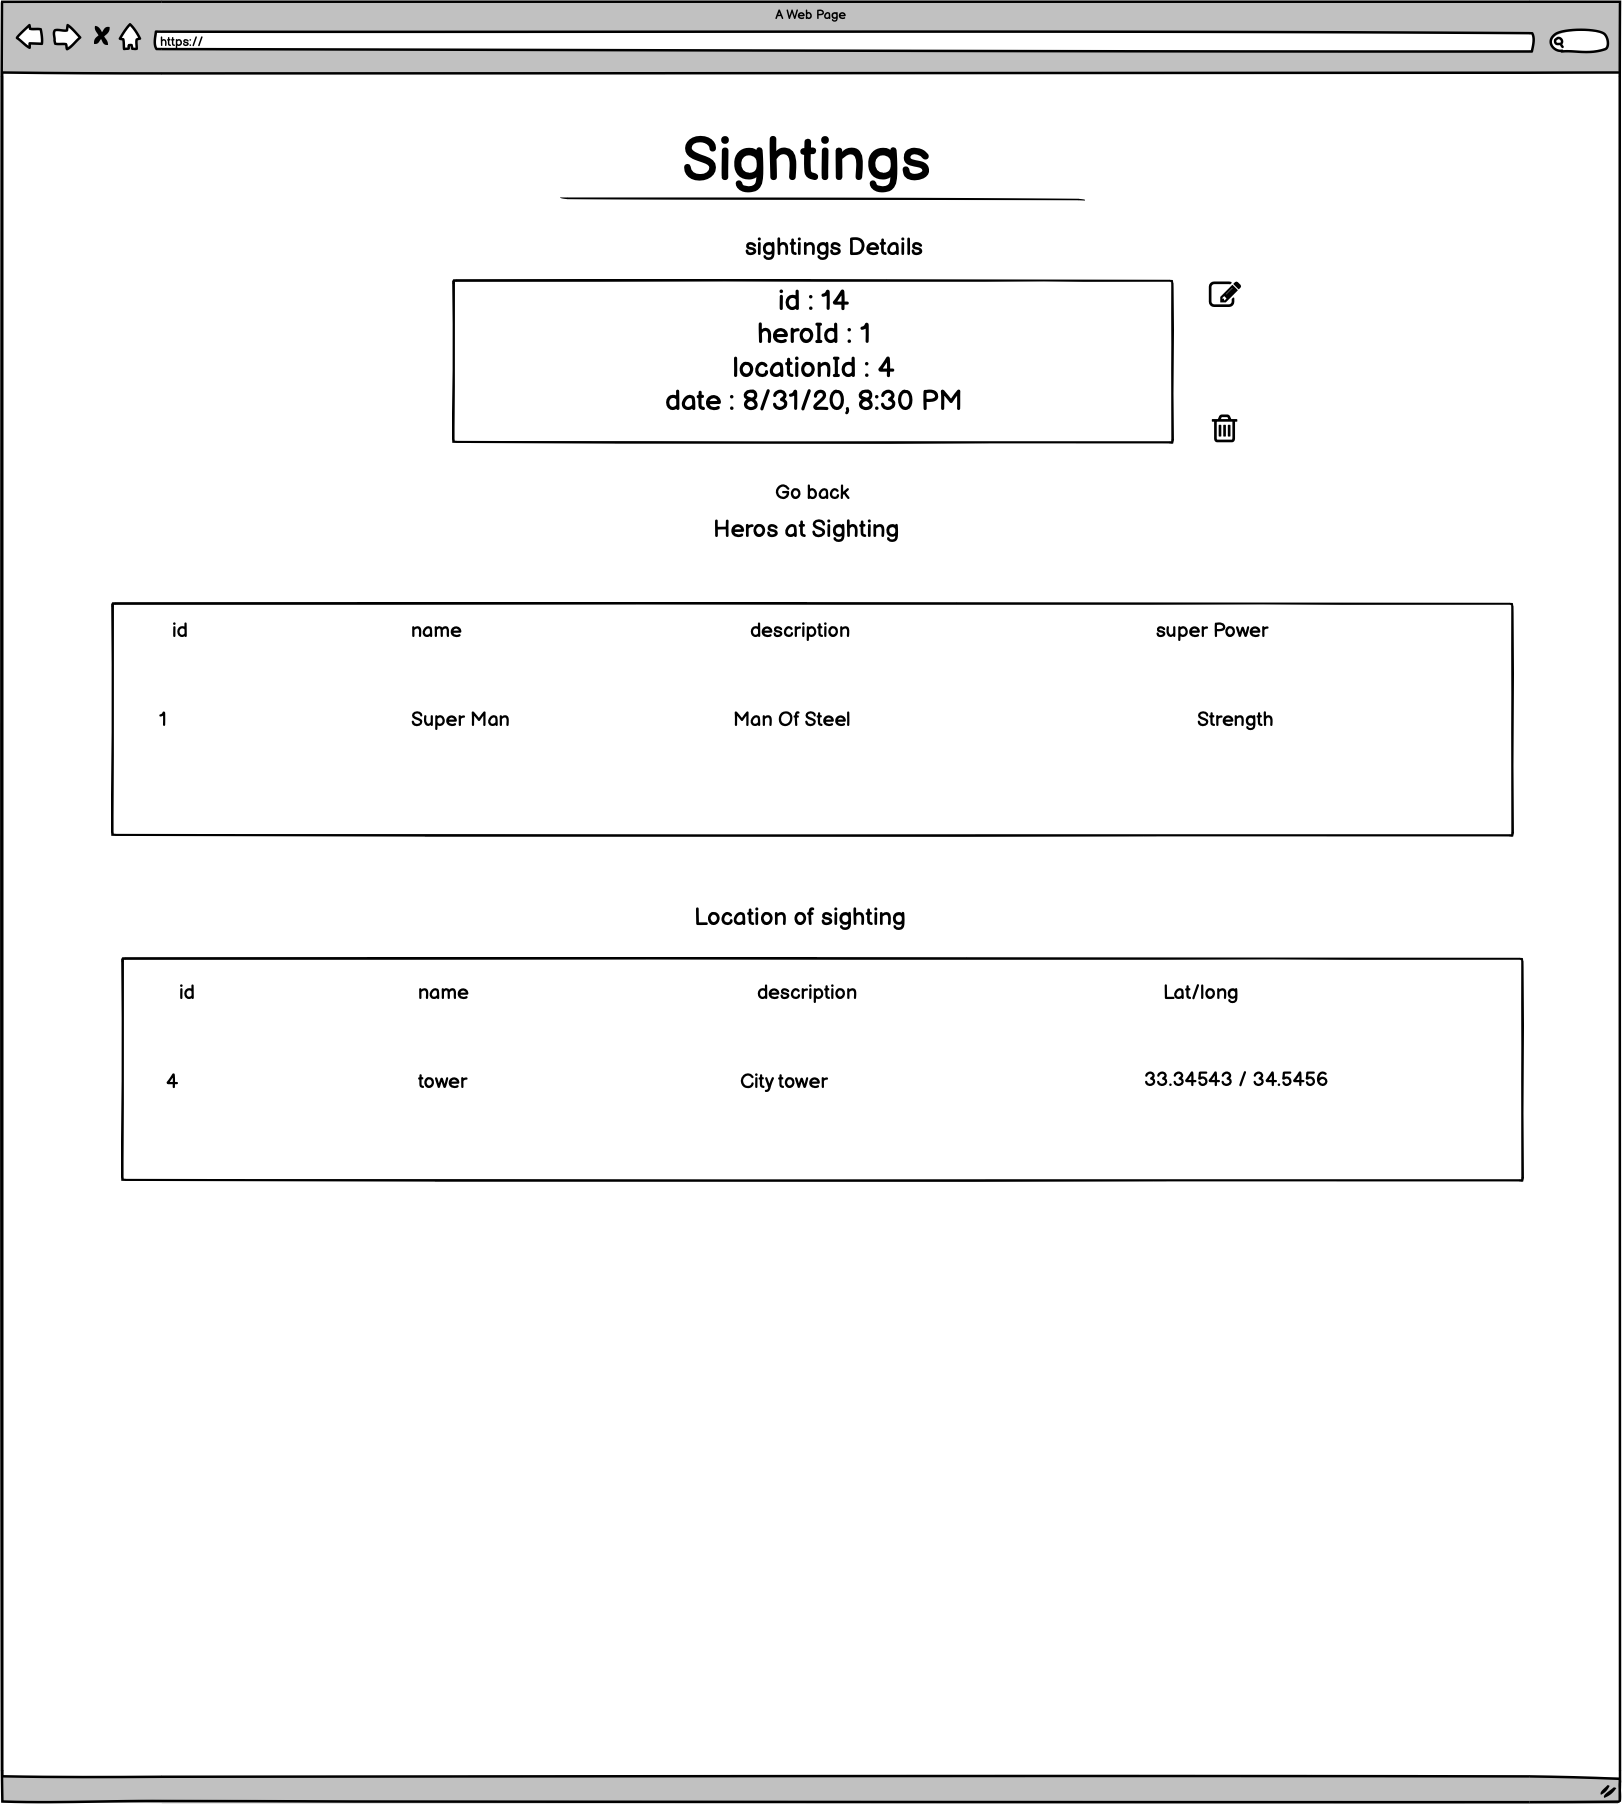 A Web Page
https://
Sightings
sightings Details
id : 14
heroId : 1
locationId : 4
date : 8/31/20, 8:30 PM
Go back
Heros at Sighting
id name description super Power
1 Super Man Man Of Steel Strength
Location of sighting
id name description Lat/long
4 tower City tower 33.34543 / 34.5456